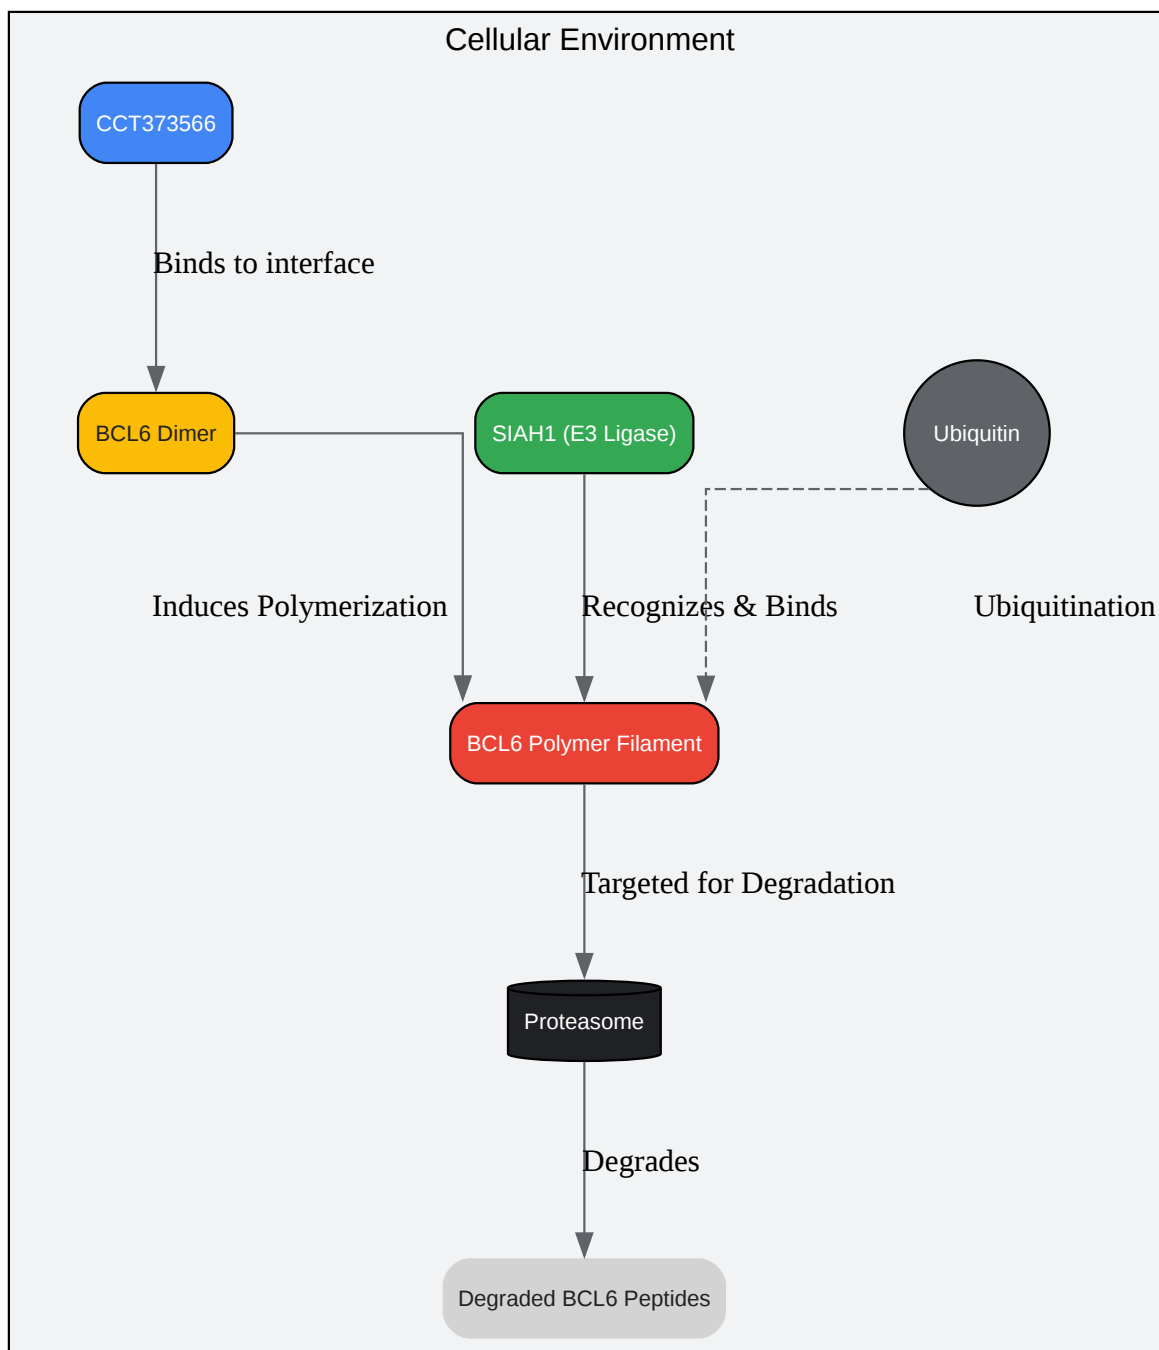 Cellular Environment
CCT373566
Binds to interface
BCL6 Dimer
SIAH1 (E3 Ligase)
Ubiquitin
Induces Polymerization
Recognizes & Binds
Ubiquitination
BCL6 Polymer Filament
Targeted for Degradation
Proteasome
Degrades
Degraded BCL6 Peptides